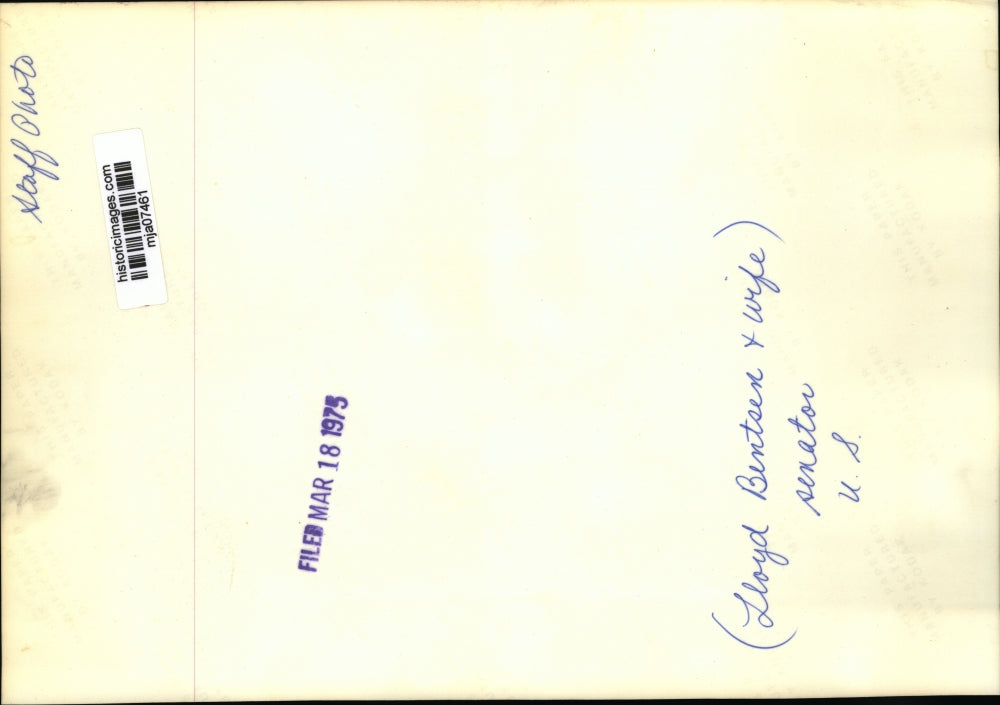 Staff Photo
historicimages.com
mja07461
FILED MAR 18 1975
(Lloyd Bentsen + wife)
senator
U. S.